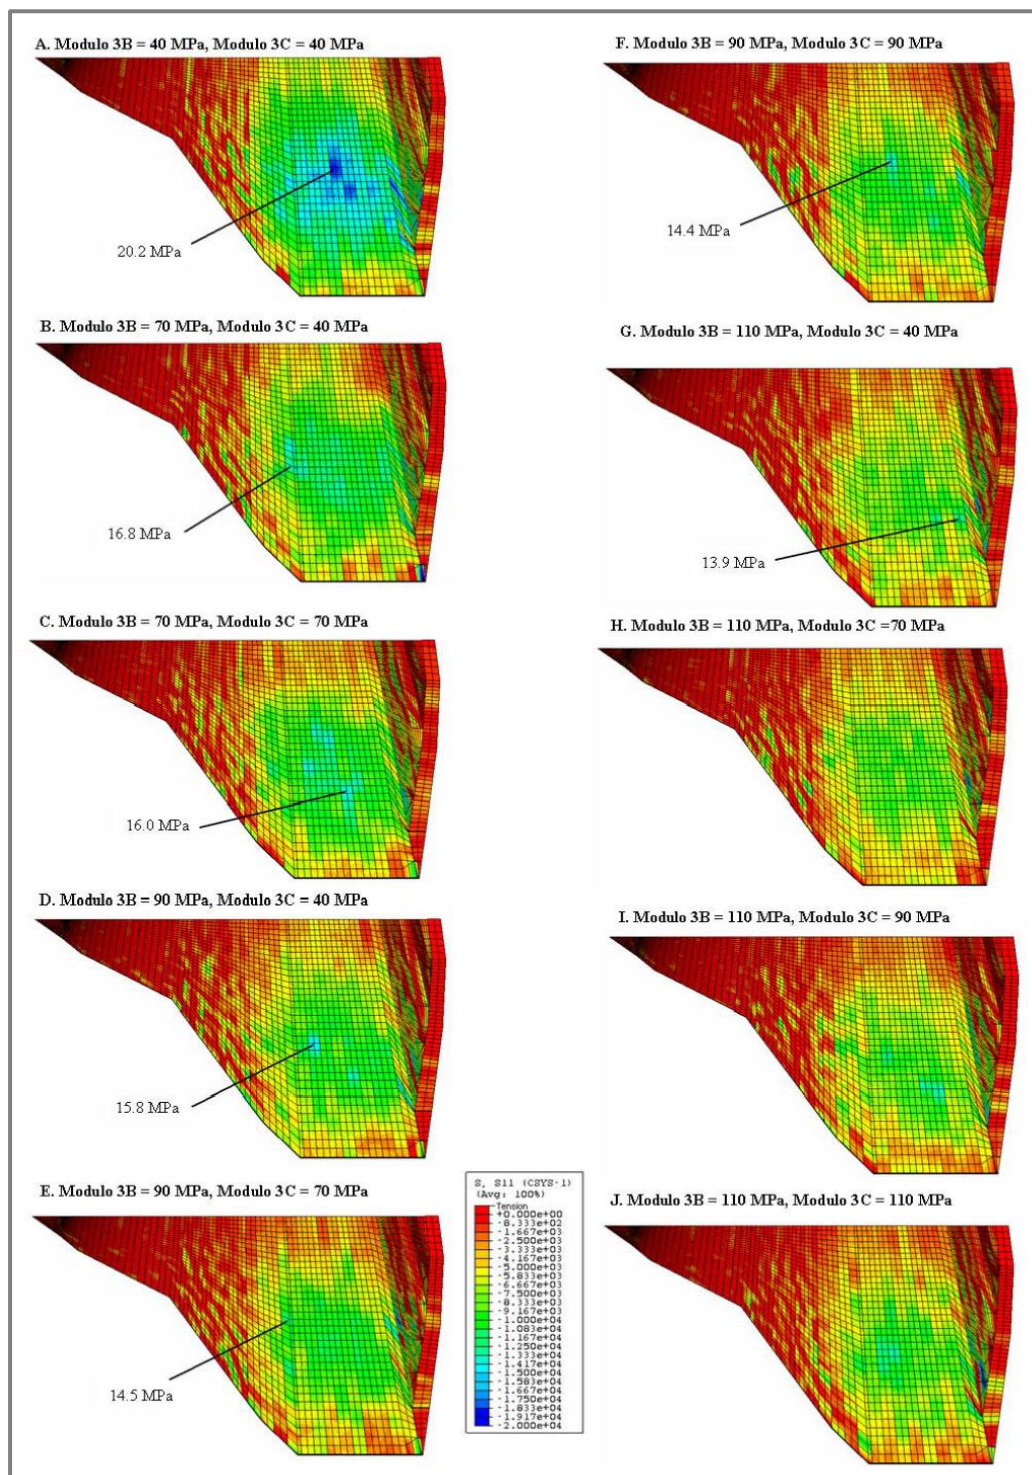 A. Modulo 3B = 40 MPa, Modulo 3C = 40 MPa
20.2 MPa
B. Modulo 3B = 70 MPa, Modulo 3C = 40 MPa
16.8 MPa
C. Modulo 3B = 70 MPa, Modulo 3C = 70 MPa
16.0 MPa
D. Modulo 3B = 90 MPa, Modulo 3C = 40 MPa
15.8 MPa
E. Modulo 3B = 90 MPa, Modulo 3C = 70 MPa
14.5 MPa
S, S11 (CSYS-1)
(Avg: 100%)
Tension
+0.000e+00
-8.333e+02
-1.667e+03
-2.500e+03
-3.333e+03
-4.167e+03
-5.000e+03
-5.833e+03
-6.667e+03
-7.500e+03
-8.333e+03
-9.167e+03
-1.000e+04
-1.083e+04
-1.167e+04
-1.250e+04
-1.333e+04
-1.417e+04
-1.500e+04
-1.583e+04
-1.667e+04
-1.750e+04
-1.833e+04
-1.917e+04
-2.000e+04
F. Modulo 3B = 90 MPa, Modulo 3C = 90 MPa
14.4 MPa
G. Modulo 3B = 110 MPa, Modulo 3C = 40 MPa
13.9 MPa
H. Modulo 3B = 110 MPa, Modulo 3C =70 MPa
I. Modulo 3B = 110 MPa, Modulo 3C = 90 MPa
J. Modulo 3B = 110 MPa, Modulo 3C = 110 MPa